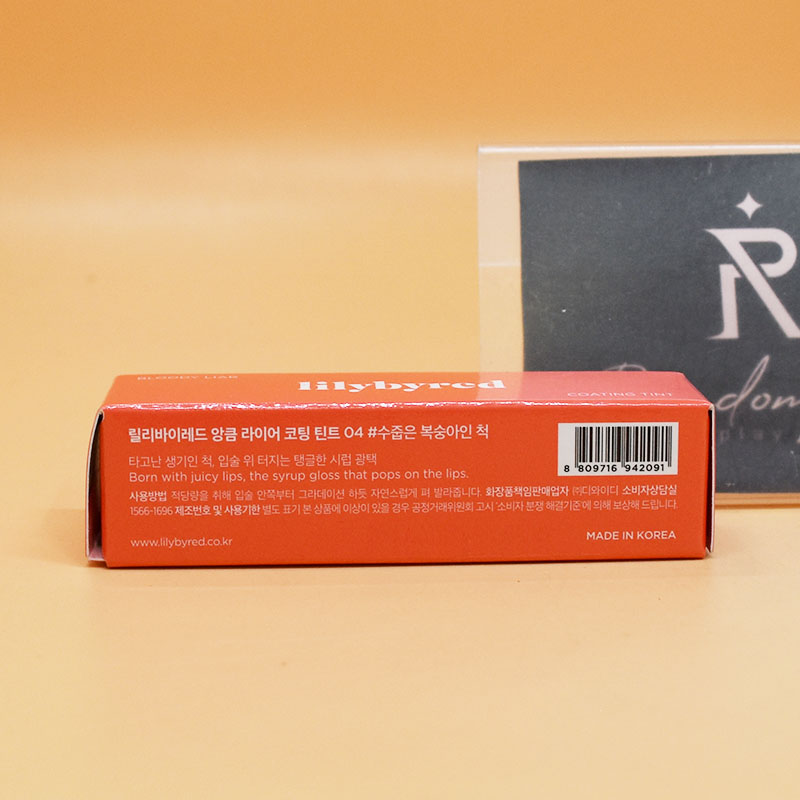 BLOODY LIAR
lilybyred
COATING TINT
릴리바이레드 앙큼 라이어 코팅 틴트 04 #수줍은 복숭아인 척
타고난 생기인 척, 입술 위 터지는 탱글한 시럽 광택
Born with juicy lips, the syrup gloss that pops on the lips.
사용방법 적당량을 취해 입술 안쪽부터 그라데이션 하듯 자연스럽게 펴 발라줍니다. 화장품책임판매업자 ㈜디와이디 소비자상담실
1566-1696 제조번호 및 사용기한 별도 표기 본 상품에 이상이 있을 경우 공정거래위원회 고시 '소비자 분쟁 해결기준'에 의해 보상해 드립니다.
www.lilybyred.co.kr
MADE IN KOREA
8 809716 942091
R